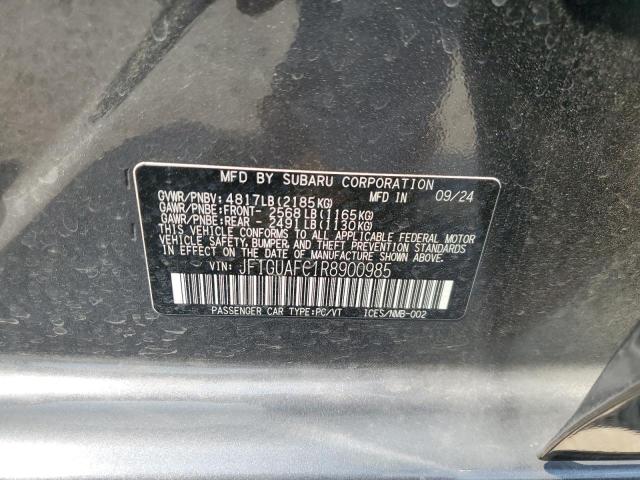 MFD BY SUBARU CORPORATION
GVWR/PNBV: 4817LB(2185KG) MFD IN 09/24
GAWR/PNBE:FRONT- 2568LB(1165KG)
GAWR/PNBE:REAR - 2491LB(1130KG)
THIS VEHICLE CONFORMS TO ALL APPLICABLE FEDERAL MOTOR
VEHICLE SAFETY, BUMPER, AND THEFT PREVENTION STANDARDS
IN EFFECT ON THE DATE OF MANUFACTURE SHOWN ABOVE.
VIN: JF1GUAFC1R8900985
PASSENGER CAR TYPE:PC/VT ICES/NMB-002